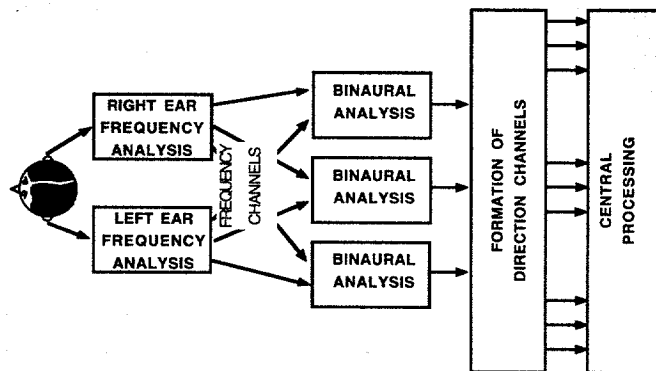 RIGHT EAR
FREQUENCY
ANALYSIS
LEFT EAR
FREQUENCY
ANALYSIS
FREQUENCY
CHANNELS
BINAURAL
ANALYSIS
BINAURAL
ANALYSIS
BINAURAL
ANALYSIS
FORMATION OF
DIRECTION CHANNELS
CENTRAL
PROCESSING